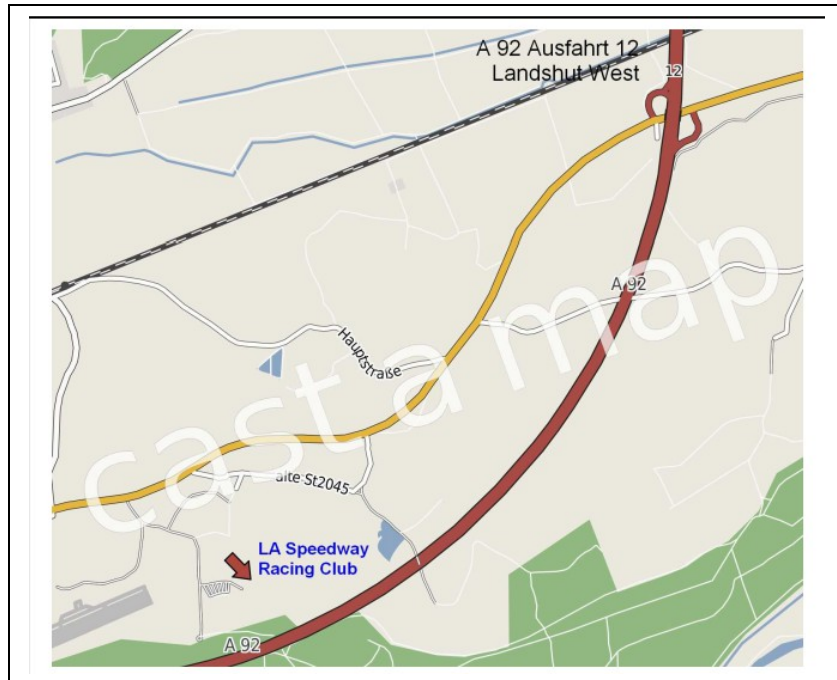 A 92 Ausfahrt 12
Landshut West
12
A 92
Hauptstraße
cast a map
alte St2045
LA Speedway
Racing Club
A 92